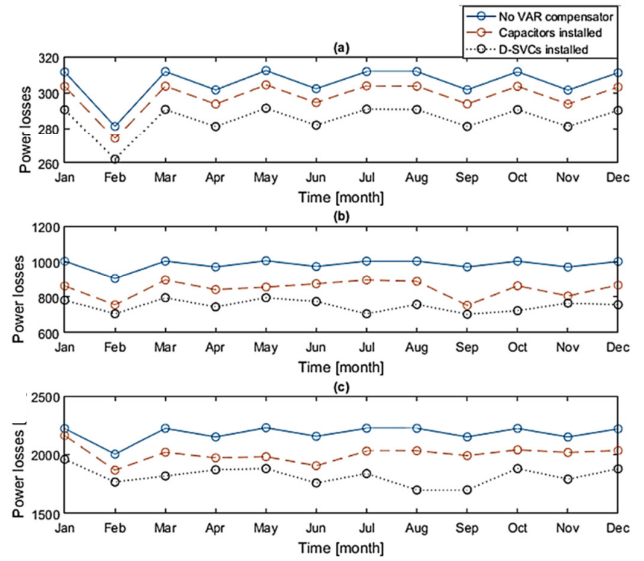 No VAR compensator
Capacitors installed
D-SVCs installed
(a)
320
300
280
260
Power losses
Jan Feb Mar Apr May Jun Jul Aug Sep Oct Nov Dec
Time [month]
(b)
1200
1000
800
600
Power losses
Jan Feb Mar Apr May Jun Jul Aug Sep Oct Nov Dec
Time [month]
(c)
2500
2000
1500
Power losses [
Jan Feb Mar Apr May Jun Jul Aug Sep Oct Nov Dec
Time [month]